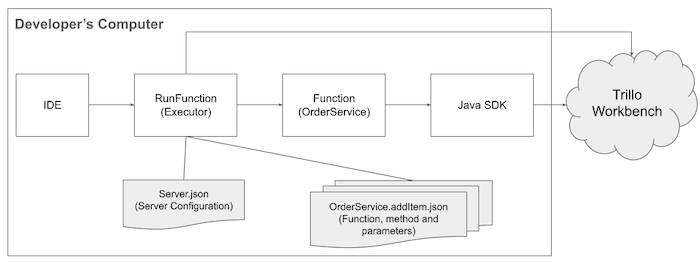 Developer's Computer
IDE
RunFunction
(Executor)
Function
(OrderService)
Java SDK
Trillo
Workbench
Server.json
(Server Configuration)
OrderService.addItem.json
(Function, method and
parameters)